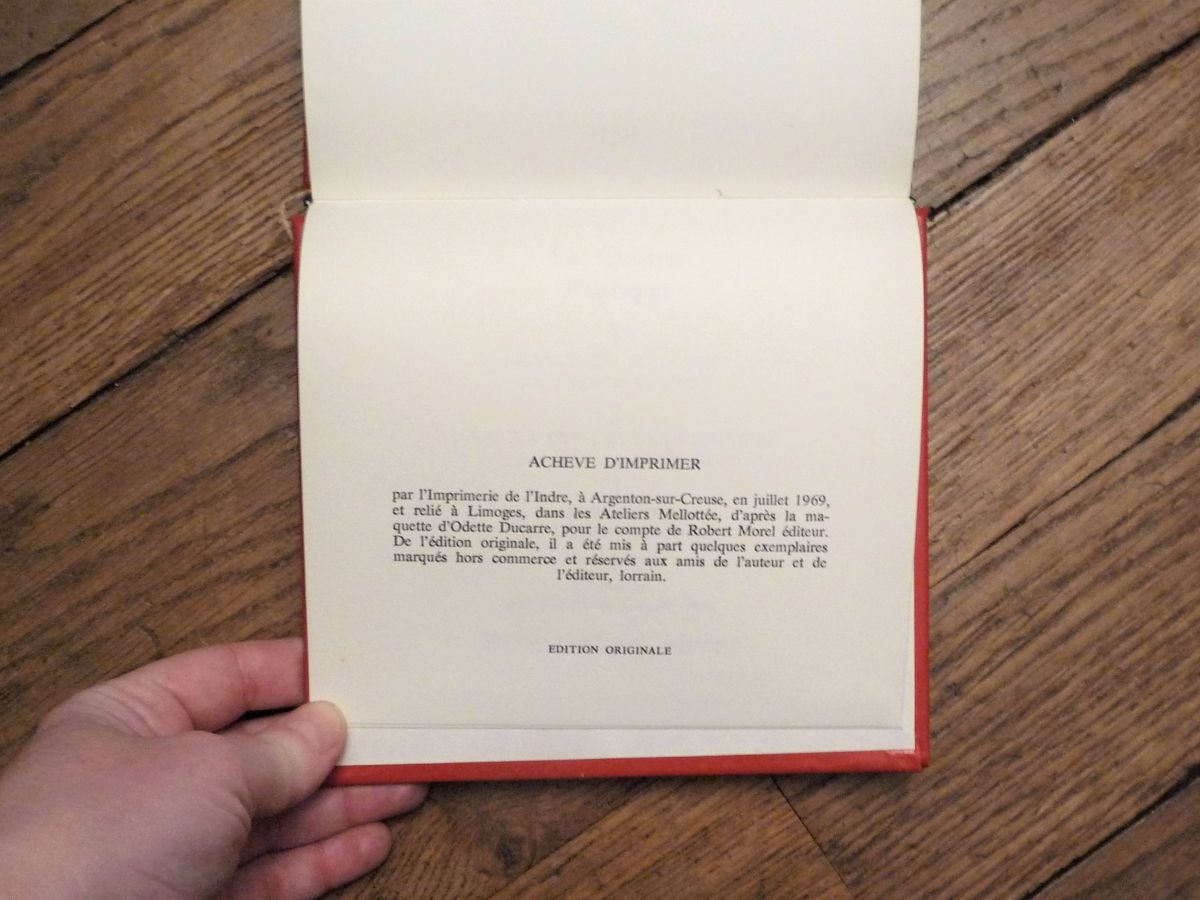 ACHEVE D'IMPRIMER
par l'Imprimerie de l'Indre, à Argenton-sur-Creuse, en juillet 1969,
et relié à Limoges, dans les Ateliers Mellottée, d'après la ma-
quette d'Odette Ducarre, pour le compte de Robert Morel éditeur.
De l'édition originale, il a été mis à part quelques exemplaires
marqués hors commerce et réservés aux amis de l'auteur et de
l'éditeur, lorrain.
EDITION ORIGINALE